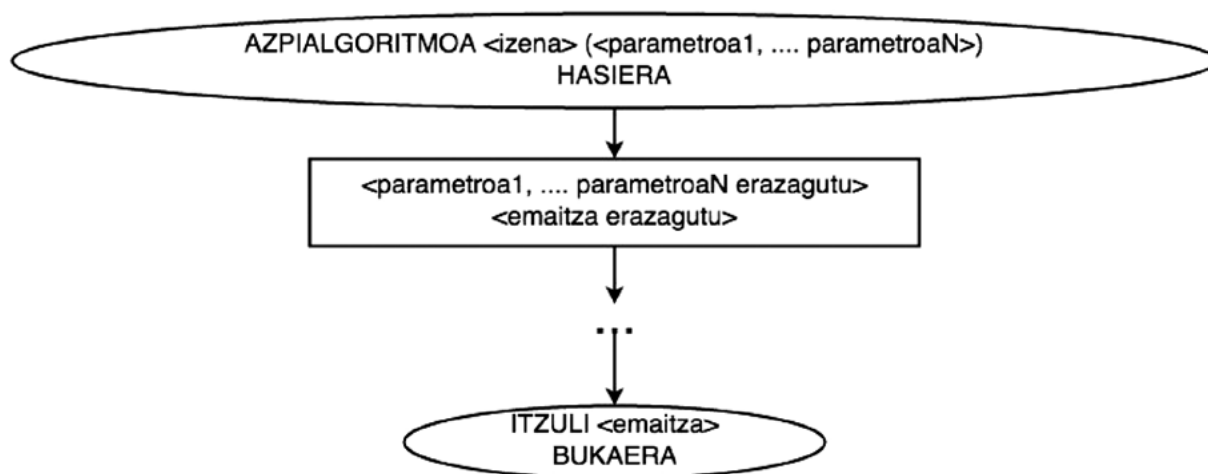 AZPIALGORITMOA <izena> (<parametroa1, .... parametroaN>)
HASIERA
<parametroa1, .... parametroaN erazagutu>
<emaitza erazagutu>
...
ITZULI <emaitza>
BUKAERA